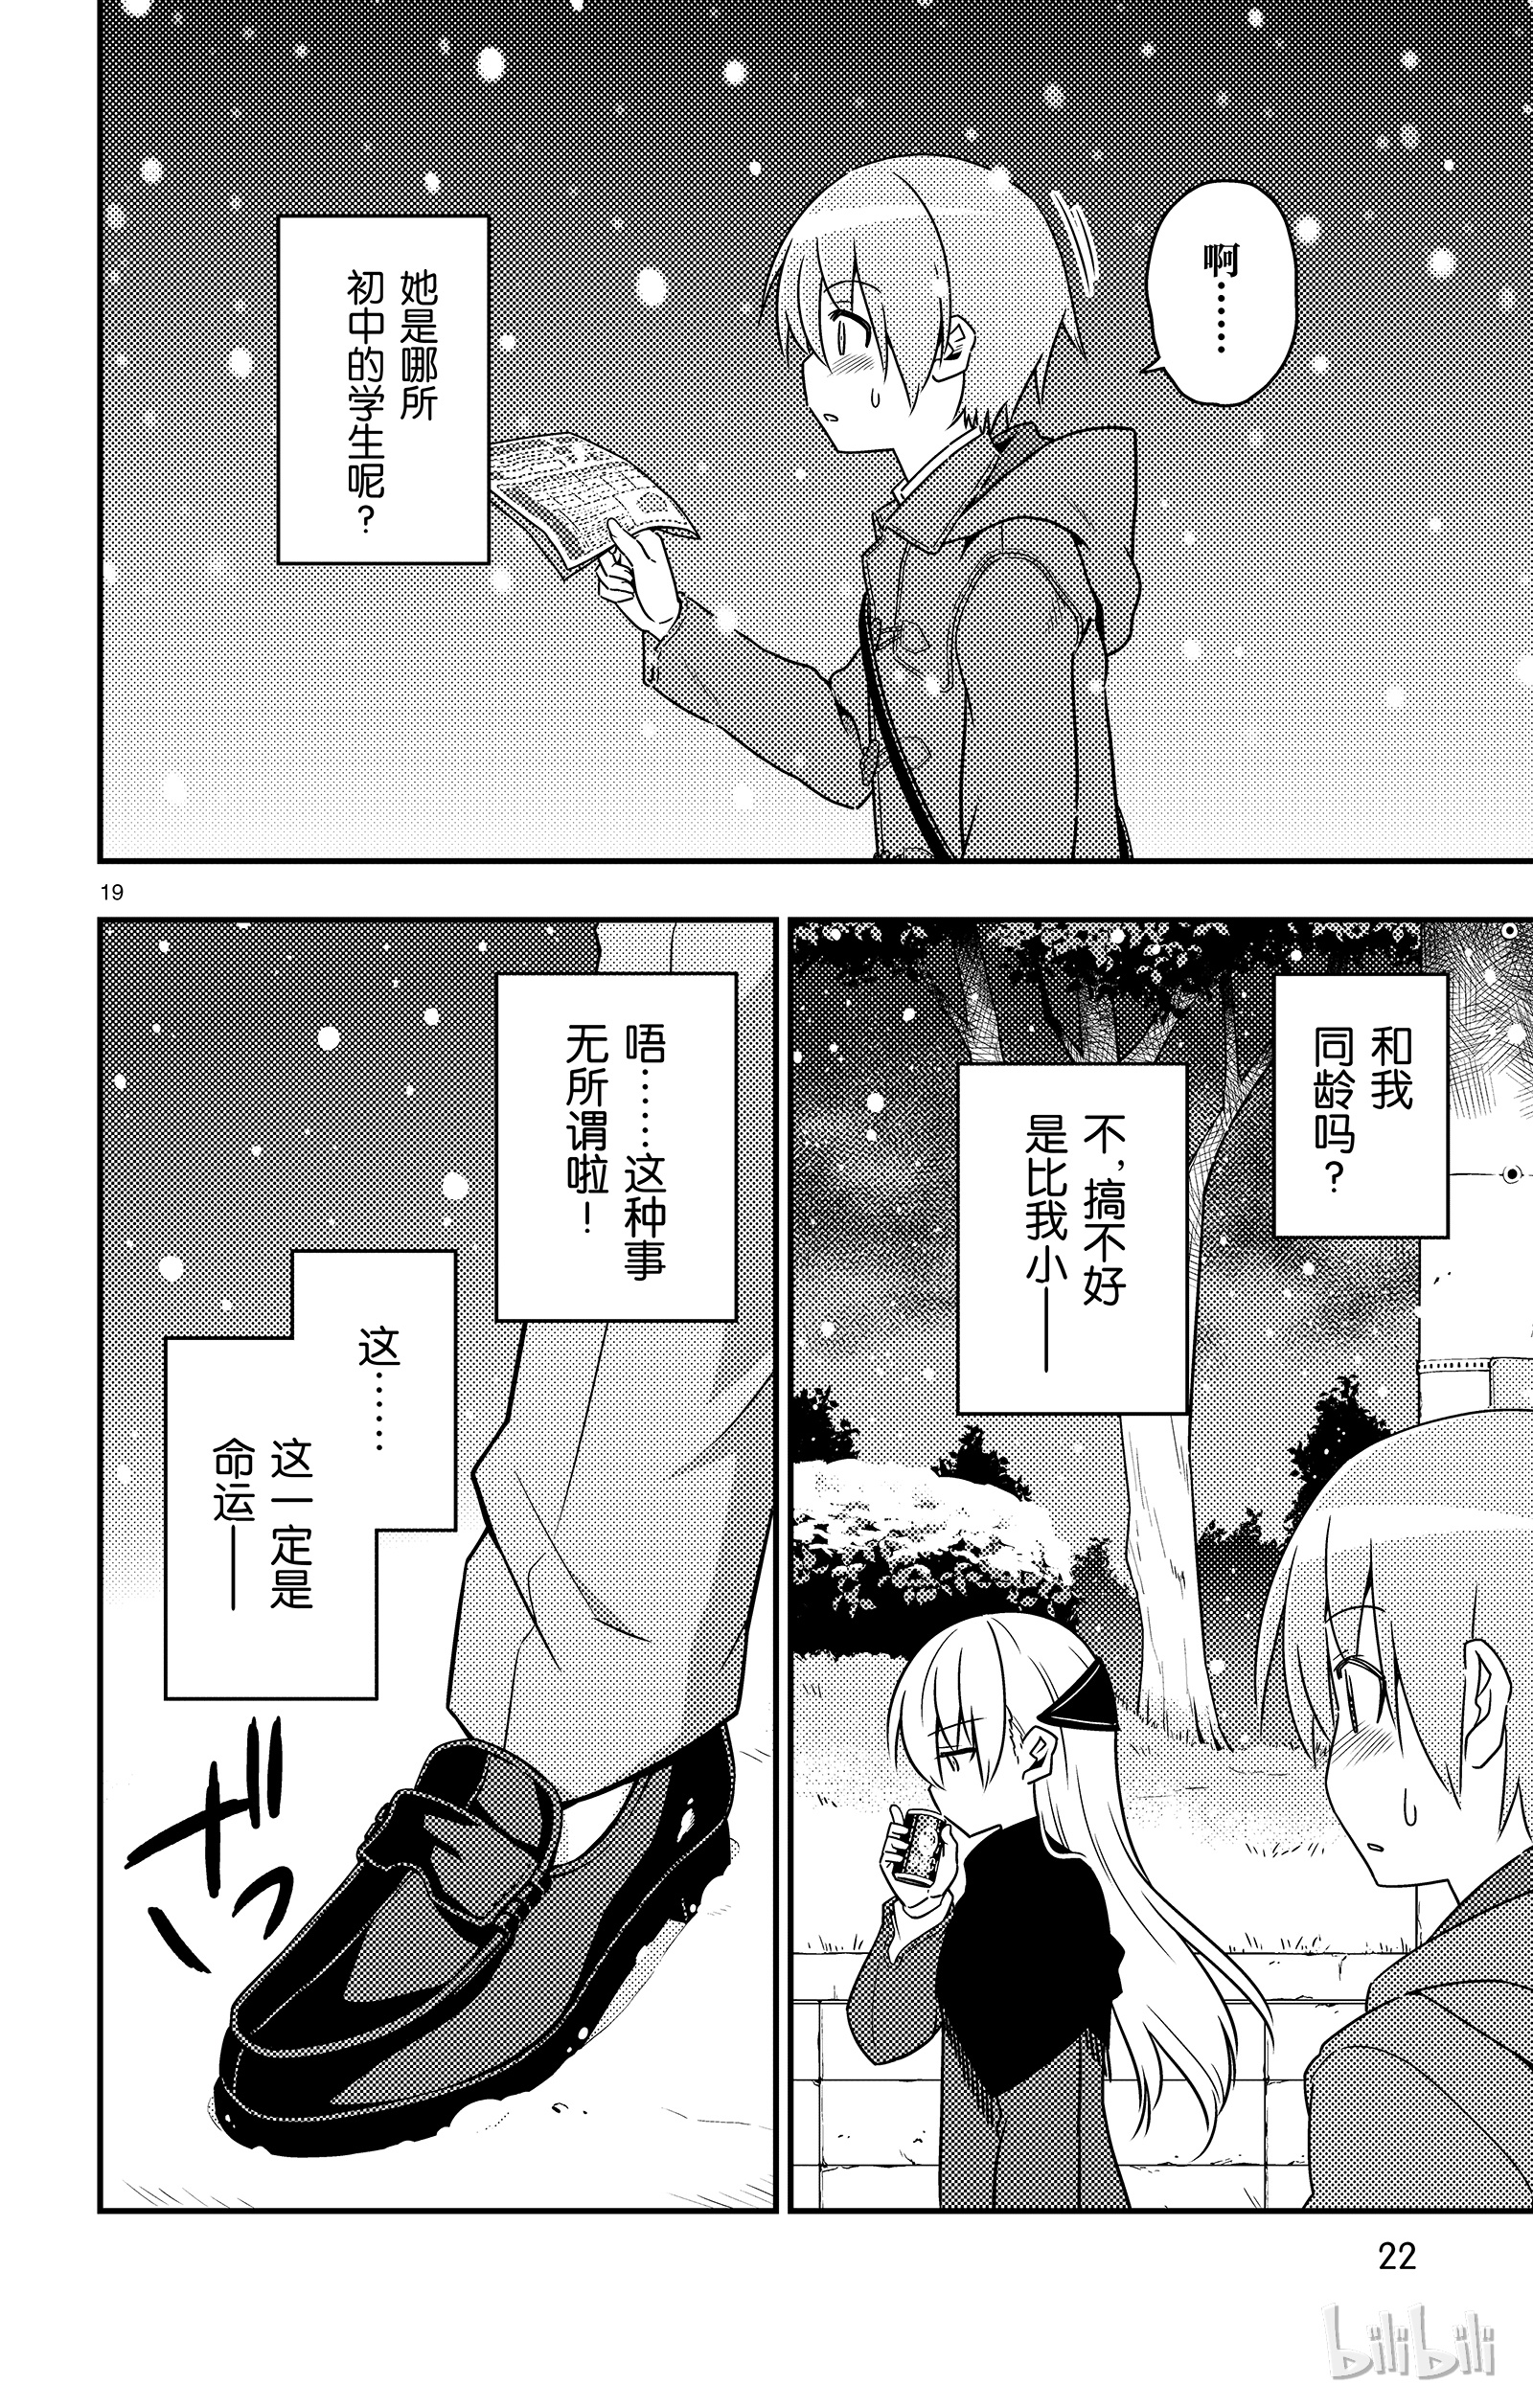 啊……
她是哪所
初中的学生呢？
19
和我
同龄吗？
不，搞不好
是比我小——
唔……这种事
无所谓啦！
这……
这一定是
命运——
ザッ
22
bilibili